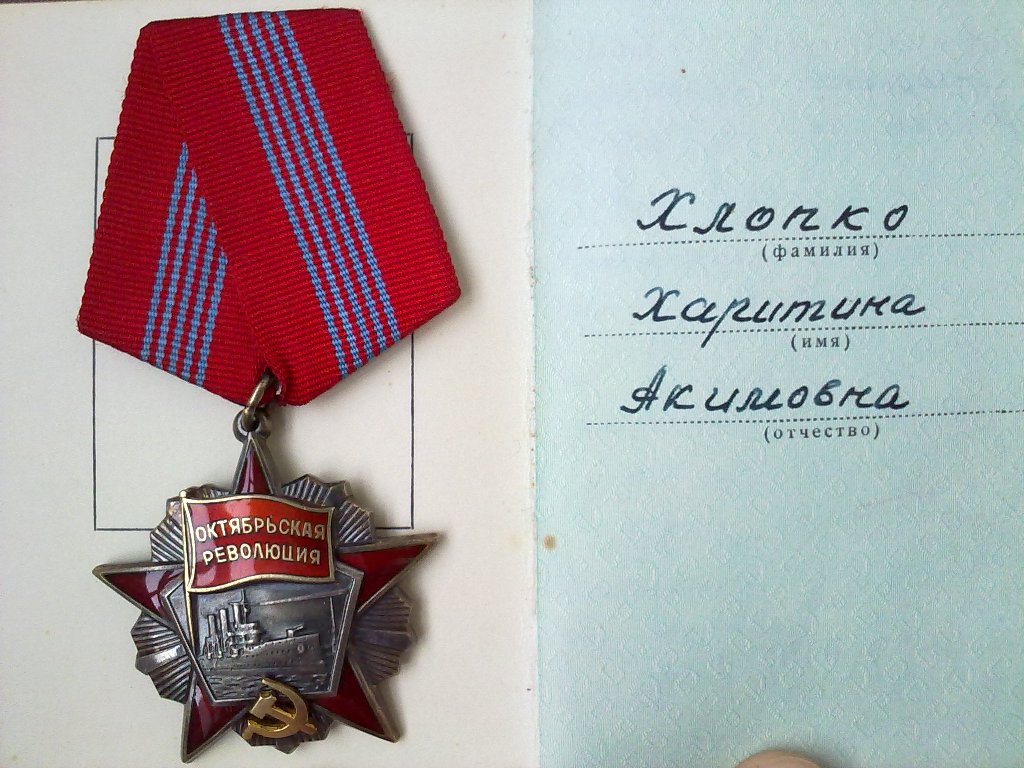 ОКТЯБРЬСКАЯ
РЕВОЛЮЦИЯ
Хлопко
(фамилия)
Харитина
(имя)
Акимовна
(отчество)